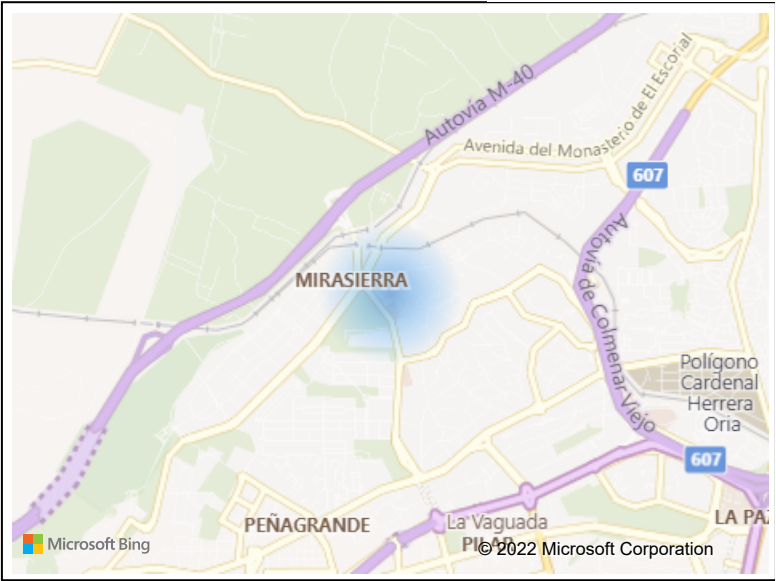 Autovía M-40
Avenida del Monasterio de El Escorial
607
Autovía de Colmenar Viejo
MIRASIERRA
Polígono
Cardenal
Herrera
Oria
607
PEÑAGRANDE
La Vaguada
PILAR
LA PAZ
Microsoft Bing
© 2022 Microsoft Corporation